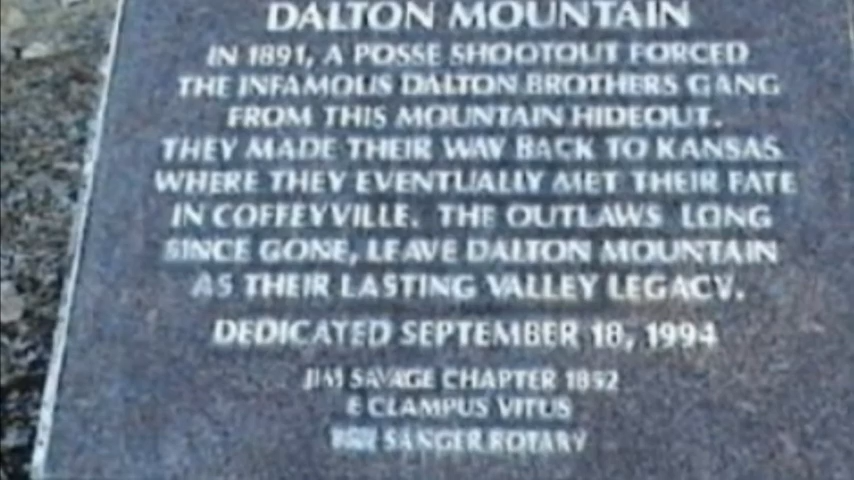 DALTON MOUNTAIN
IN 1891, A POSSE SHOOTOUT FORCED
THE INFAMOUS DALTON BROTHERS GANG
FROM THIS MOUNTAIN HIDEOUT.
THEY MADE THEIR WAY BACK TO KANSAS
WHERE THEY EVENTUALLY MET THEIR FATE
IN COFFEYVILLE. THE OUTLAWS LONG
SINCE GONE, LEAVE DALTON MOUNTAIN
AS THEIR LASTING VALLEY LEGACY.
DEDICATED SEPTEMBER 18, 1994
JIM SAVAGE CHAPTER 1852
E CLAMPUS VITUS
SANGER ROTARY